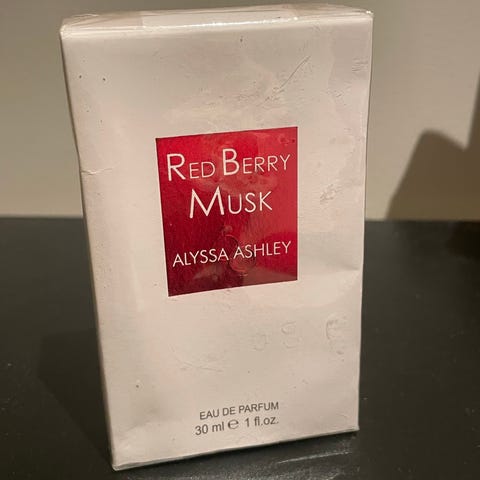 RED BERRY
MUSK
ALYSSA ASHLEY
EAU DE PARFUM
30 ml ℮ 1 fl.oz.